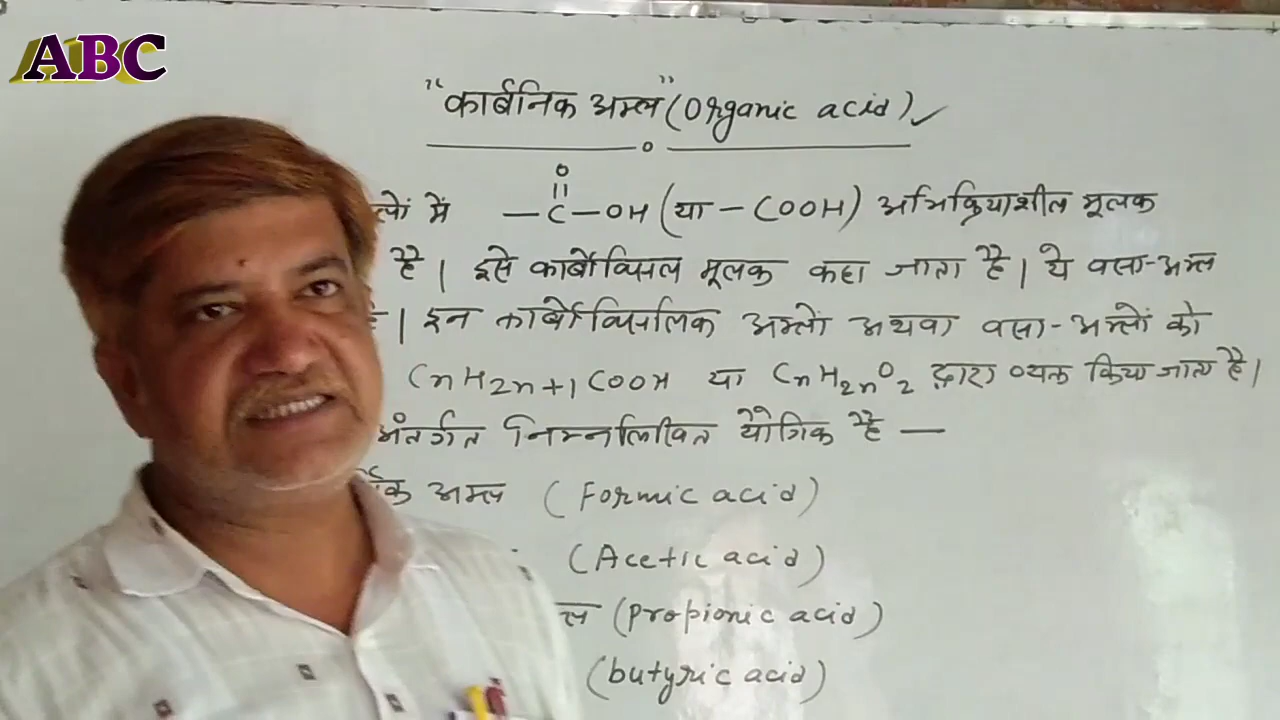 ABC
"कार्बनिक अम्ल" (Organic acid)
O
में —C—OH (या —COOH) अभिक्रियाशील मूलक
है। इसे कार्बोक्सिल मूलक कहा जाता है। ये वसा-अम्ल
। इन कार्बोक्सिलिक अम्लों अथवा वसा-अम्लों को
CnH2n+1COOH या CnH2nO2 द्वारा व्यक्त किया जाता है।
अंतर्गत निम्नलिखित यौगिक है —
अम्ल (Formic acid)
(Acetic acid)
(Propionic acid)
(butyric acid)